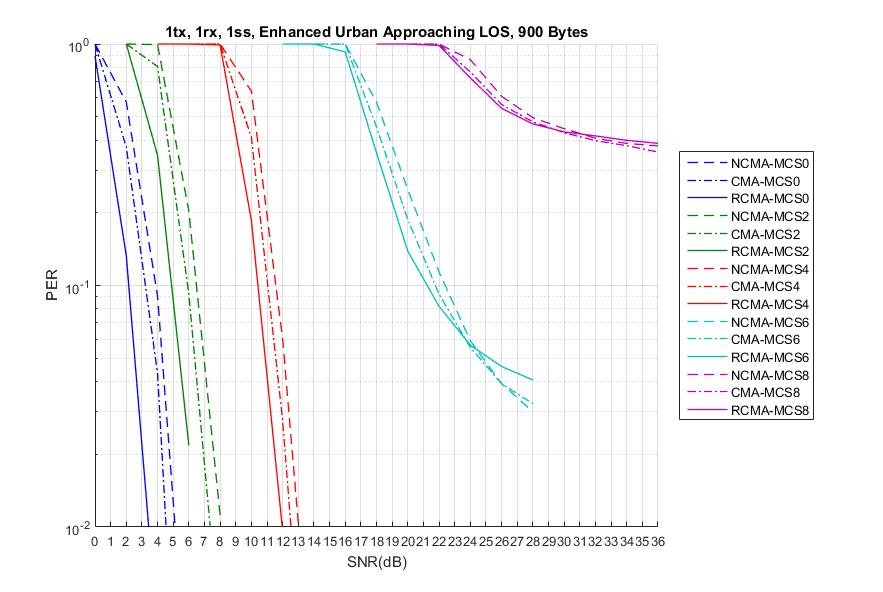 1tx, 1rx, 1ss, Enhanced Urban Approaching LOS, 900 Bytes
10^0
10^-1
10^-2
PER
0 1 2 3 4 5 6 7 8 9 10 11 12 13 14 15 16 17 18 19 20 21 22 23 24 25 26 27 28 29 30 31 32 33 34 35 36
SNR(dB)
NCMA-MCS0
CMA-MCS0
RCMA-MCS0
NCMA-MCS2
CMA-MCS2
RCMA-MCS2
NCMA-MCS4
CMA-MCS4
RCMA-MCS4
NCMA-MCS6
CMA-MCS6
RCMA-MCS6
NCMA-MCS8
CMA-MCS8
RCMA-MCS8